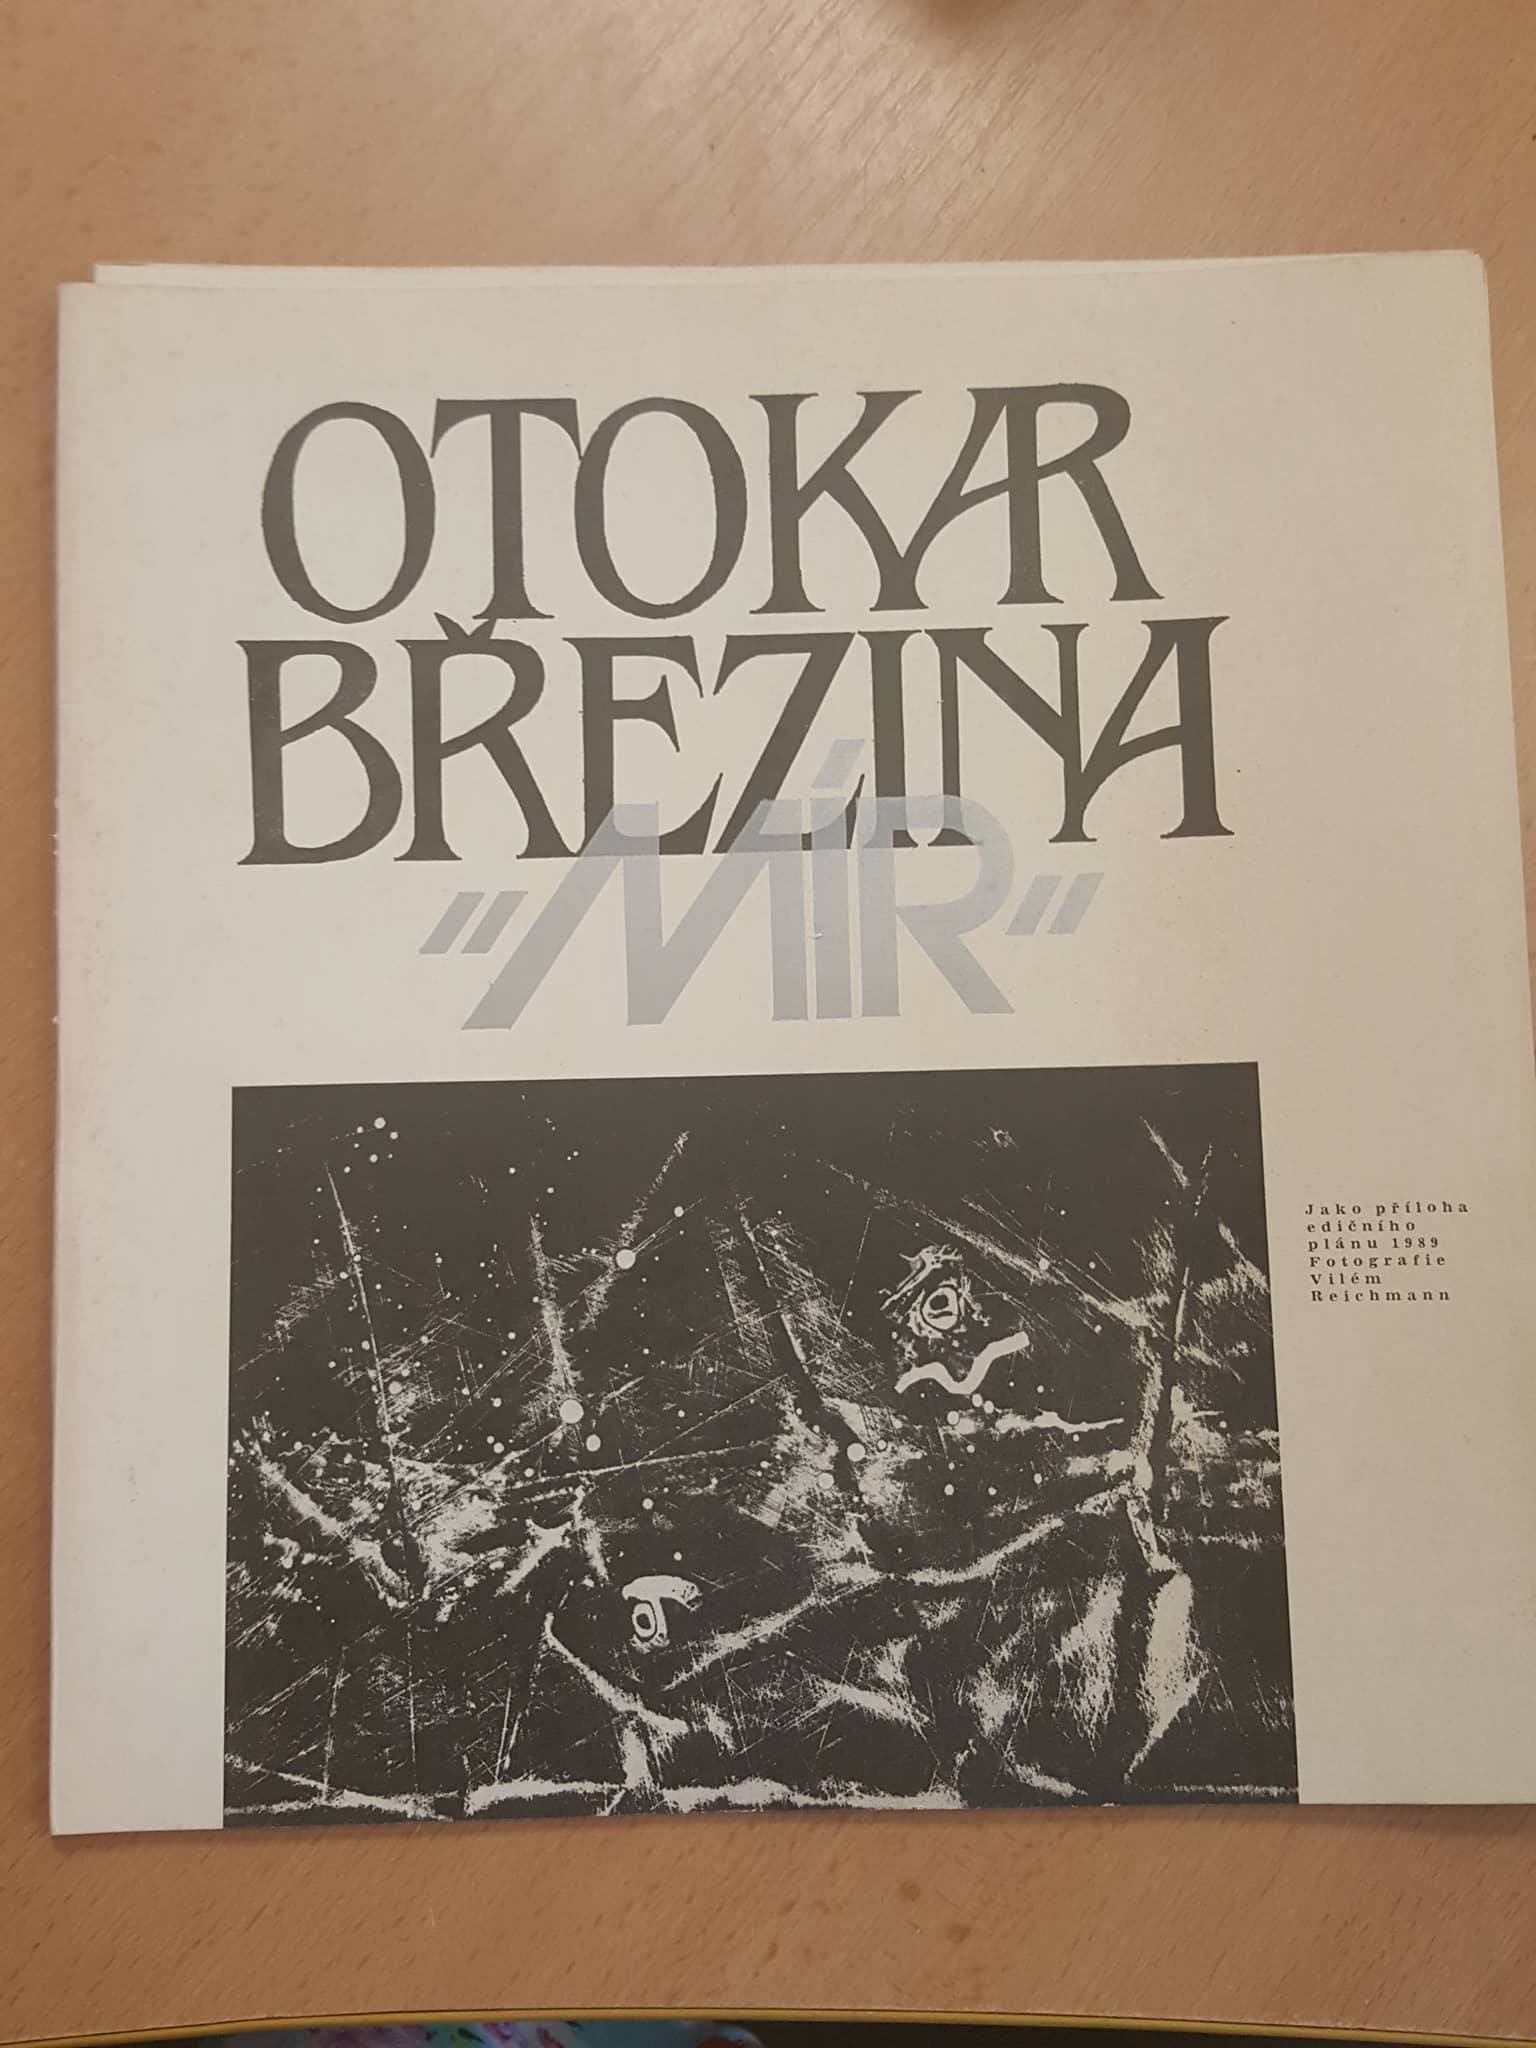 OTOKAR
BŘEZINA
"MÍR"
Jako příloha
edičního
plánu 1989
Fotografie
Vilém
Reichmann